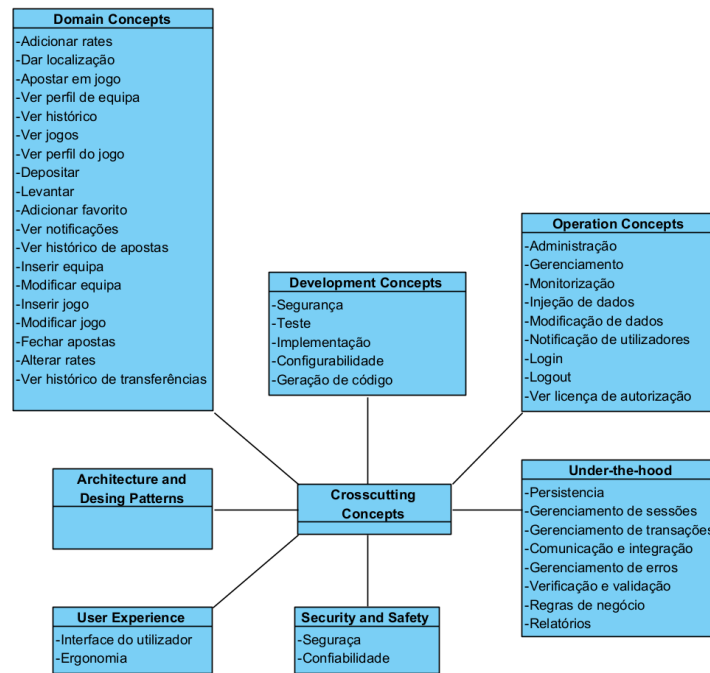 Domain Concepts
-Adicionar rates
-Dar localização
-Apostar em jogo
-Ver perfil de equipa
-Ver histórico
-Ver jogos
-Ver perfil do jogo
-Depositar
-Levantar
-Adicionar favorito
-Ver notificações
-Ver histórico de apostas
-Inserir equipa
-Modificar equipa
-Inserir jogo
-Modificar jogo
-Fechar apostas
-Alterar rates
-Ver histórico de transferências
Development Concepts
-Segurança
-Teste
-Implementação
-Configurabilidade
-Geração de código
Operation Concepts
-Administração
-Gerenciamento
-Monitorização
-Injeção de dados
-Modificação de dados
-Notificação de utilizadores
-Login
-Logout
-Ver licença de autorização
Architecture and
Desing Patterns
Crosscutting
Concepts
Under-the-hood
-Persistencia
-Gerenciamento de sessões
-Gerenciamento de transações
-Comunicação e integração
-Gerenciamento de erros
-Verificação e validação
-Regras de negócio
-Relatórios
User Experience
-Interface do utilizador
-Ergonomia
Security and Safety
-Seguraça
-Confiabilidade